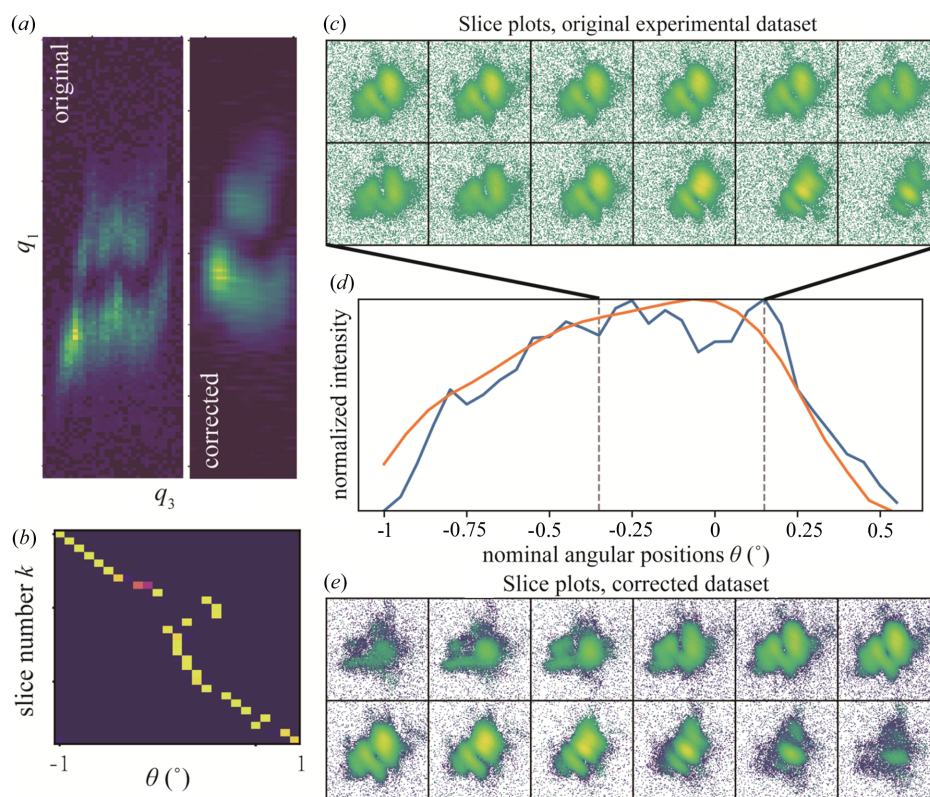 (a)
original
corrected
q1
q3
(b)
slice number k
-1
1
θ (°)
(c)
Slice plots, original experimental dataset
(d)
normalized intensity
-1
-0.75
-0.5
-0.25
0
0.25
0.5
nominal angular positions θ (°)
(e)
Slice plots, corrected dataset